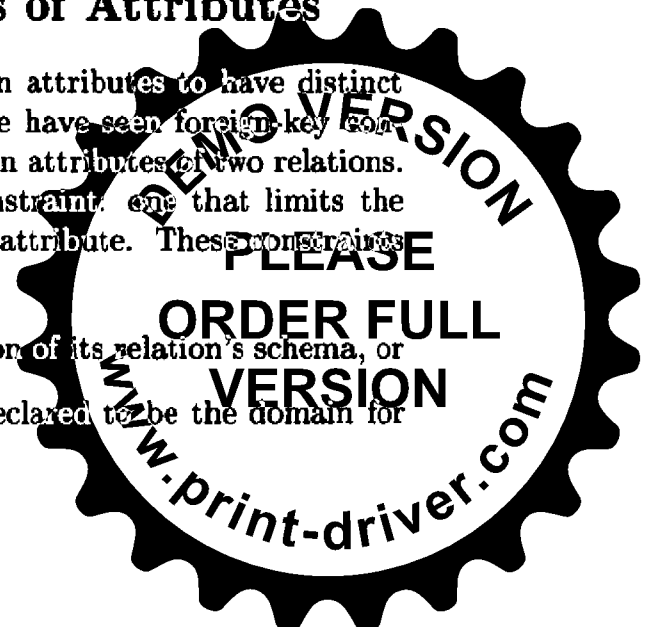 s of Attributes
n attributes to have distinct
e have seen foreign-key con-
n attributes of two relations.
nstraint: one that limits the
attribute. These constraints
on of its relation's schema, or
eclared to be the domain for
DEMO VERSION
PLEASE
ORDER FULL
VERSION
www.print-driver.com